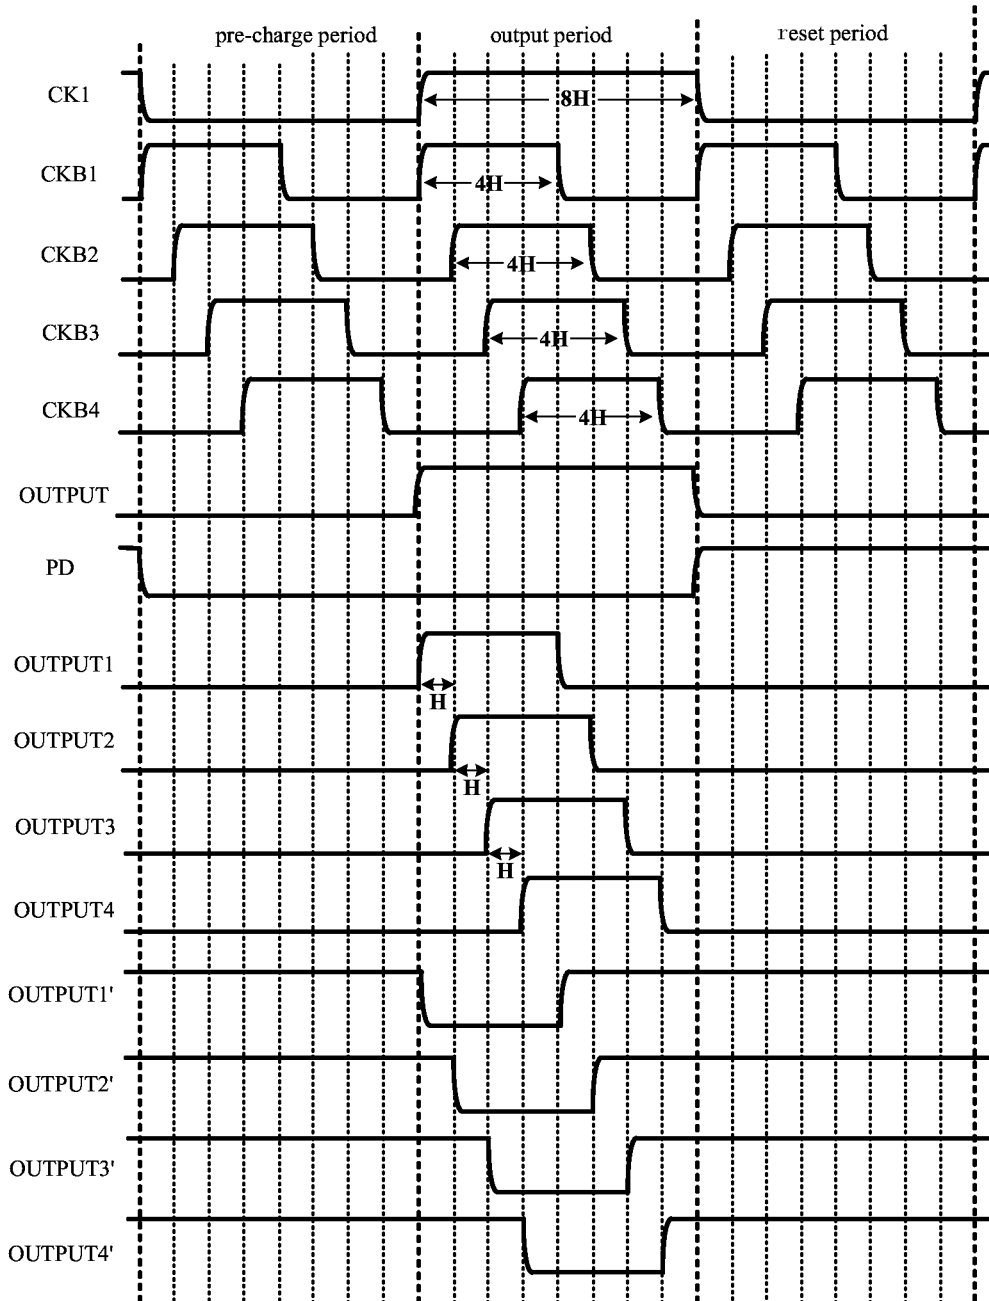 pre-charge period output period reset period
CK1
8H
CKB1
4H
CKB2
4H
CKB3
4H
CKB4
4H
OUTPUT
PD
OUTPUT1
H
OUTPUT2
H
OUTPUT3
H
OUTPUT4
OUTPUT1'
OUTPUT2'
OUTPUT3'
OUTPUT4'